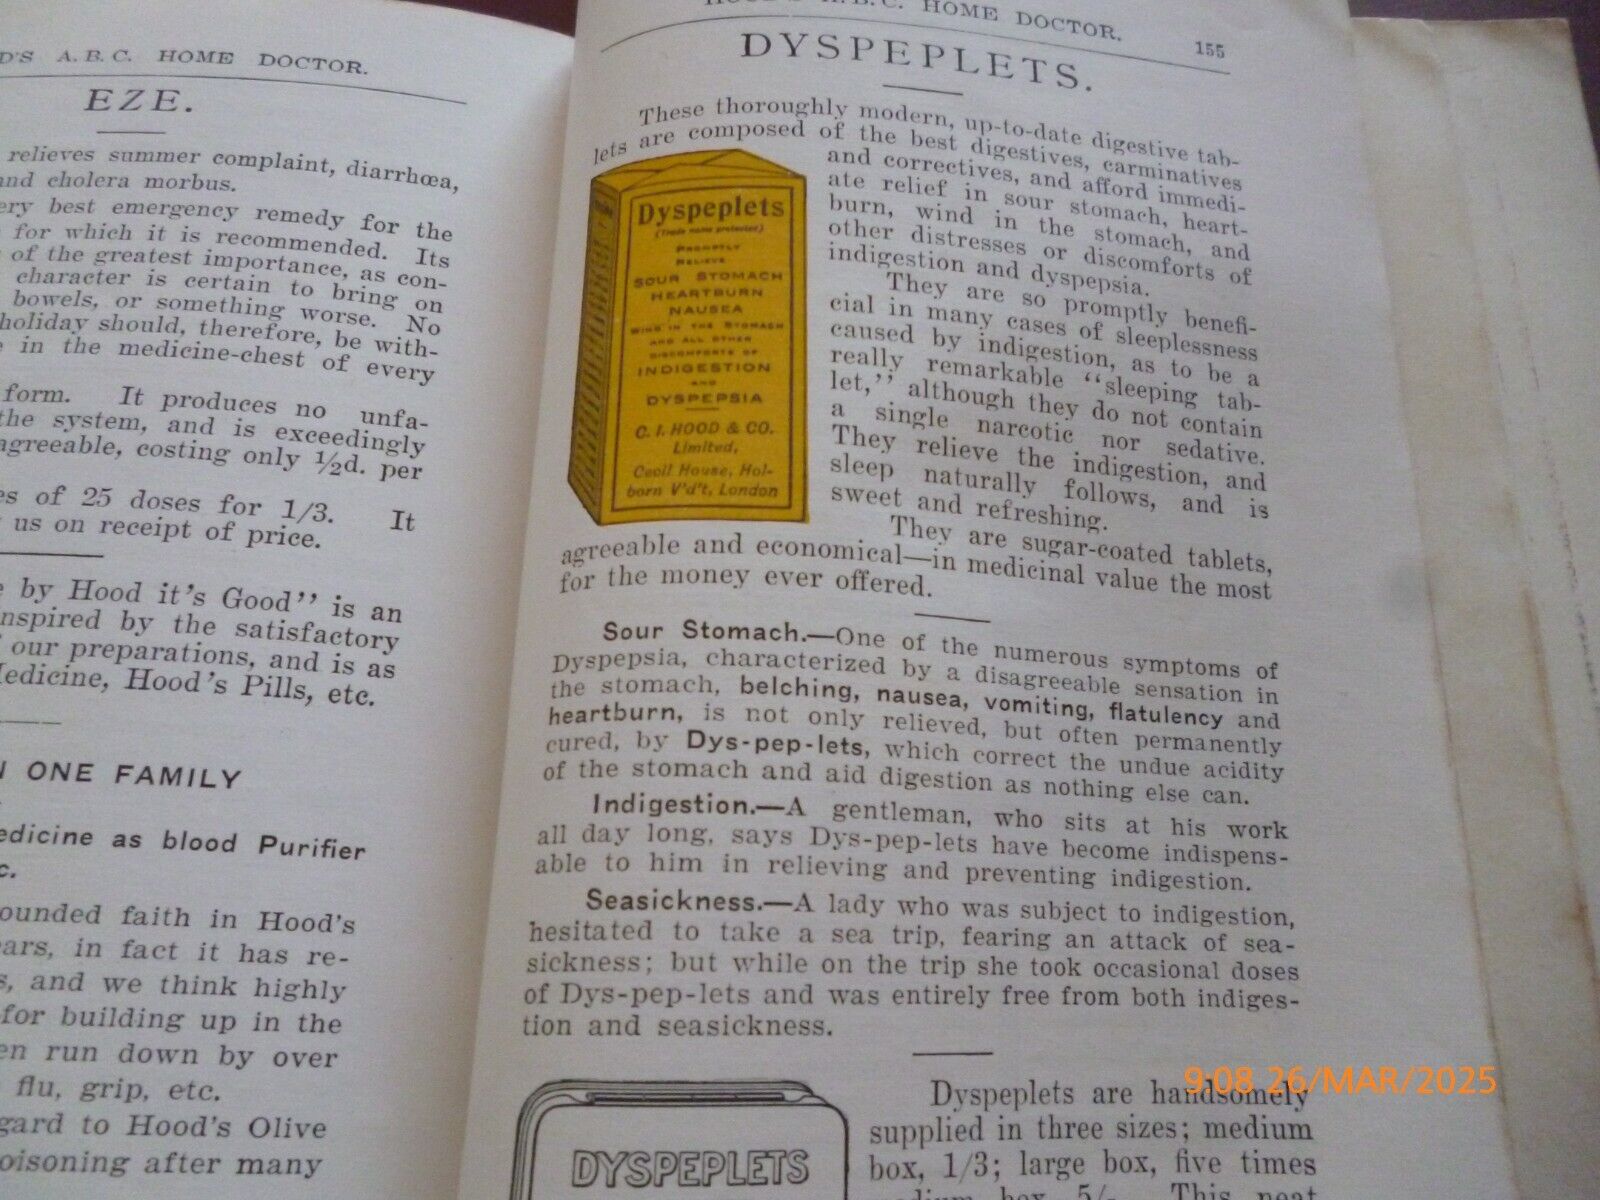 D'S A.B.C. HOME DOCTOR.
EZE.
relieves summer complaint, diarrhœa,
and cholera morbus.
ery best emergency remedy for the
for which it is recommended. Its
of the greatest importance, as con-
character is certain to bring on
bowels, or something worse. No
holiday should, therefore, be with-
in the medicine-chest of every
form. It produces no unfa-
the system, and is exceedingly
agreeable, costing only ½d. per
es of 25 doses for 1/3. It
us on receipt of price.
by Hood it's Good" is an
nspired by the satisfactory
our preparations, and is as
Medicine, Hood's Pills, etc.
N ONE FAMILY
edicine as blood Purifier
c.
ounded faith in Hood's
ars, in fact it has re-
s, and we think highly
for building up in the
en run down by over
flu, grip, etc.
gard to Hood's Olive
oisoning after many
HOOD'S A.B.C. HOME DOCTOR. 155
DYSPEPLETS.
These thoroughly modern, up-to-date digestive tab-
lets are composed of the best digestives, carminatives
and correctives, and afford immedi-
ate relief in sour stomach, heart-
burn, wind in the stomach, and
other distresses or discomforts of
indigestion and dyspepsia.
They are so promptly benefi-
cial in many cases of sleeplessness
caused by indigestion, as to be a
really remarkable "sleeping tab-
let," although they do not contain
a single narcotic nor sedative.
They relieve the indigestion, and
sleep naturally follows, and is
sweet and refreshing.
They are sugar-coated tablets,
agreeable and economical—in medicinal value the most
for the money ever offered.
Dyspeplets
(Trade name protected)
PROMPTLY
RELIEVE
SOUR STOMACH
HEARTBURN
NAUSEA
WIND IN THE STOMACH
AND ALL OTHER
DISCOMFORTS OF
INDIGESTION
AND
DYSPEPSIA
C. I. HOOD & CO.
Limited,
Cecil House, Hol-
born V'd't, London
Sour Stomach.—One of the numerous symptoms of
Dyspepsia, characterized by a disagreeable sensation in
the stomach, belching, nausea, vomiting, flatulency and
heartburn, is not only relieved, but often permanently
cured, by Dys-pep-lets, which correct the undue acidity
of the stomach and aid digestion as nothing else can.
Indigestion.—A gentleman, who sits at his work
all day long, says Dys-pep-lets have become indispens-
able to him in relieving and preventing indigestion.
Seasickness.—A lady who was subject to indigestion,
hesitated to take a sea trip, fearing an attack of sea-
sickness; but while on the trip she took occasional doses
of Dys-pep-lets and was entirely free from both indiges-
tion and seasickness.
DYSPEPLETS
Dyspeplets are handsomely
supplied in three sizes; medium
box, 1/3; large box, five times
medium box, 5/-. This neat
9:08 26/MAR/2025